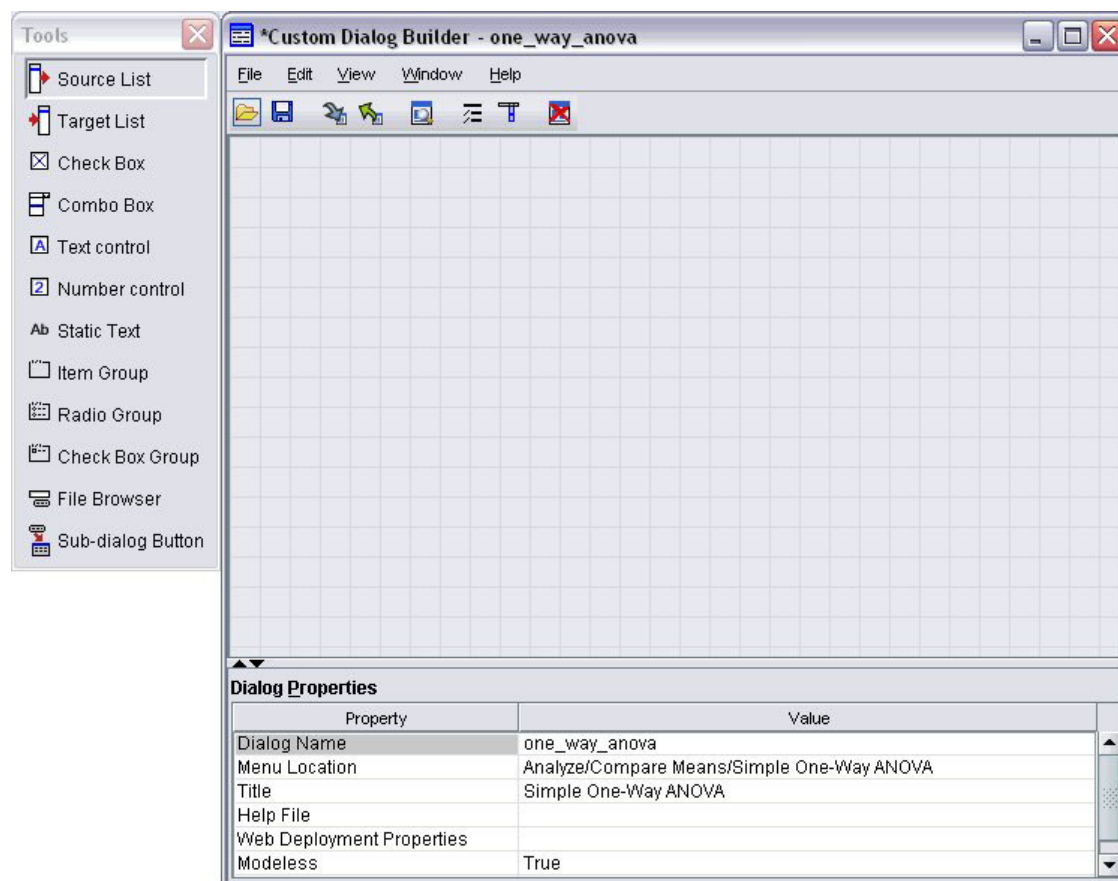 Tools
Source List
Target List
Check Box
Combo Box
A Text control
2 Number control
Ab Static Text
Item Group
Radio Group
Check Box Group
File Browser
Sub-dialog Button
*Custom Dialog Builder - one_way_anova
File Edit View Window Help
Dialog Properties
Property Value
Dialog Name one_way_anova
Menu Location Analyze/Compare Means/Simple One-Way ANOVA
Title Simple One-Way ANOVA
Help File
Web Deployment Properties
Modeless True